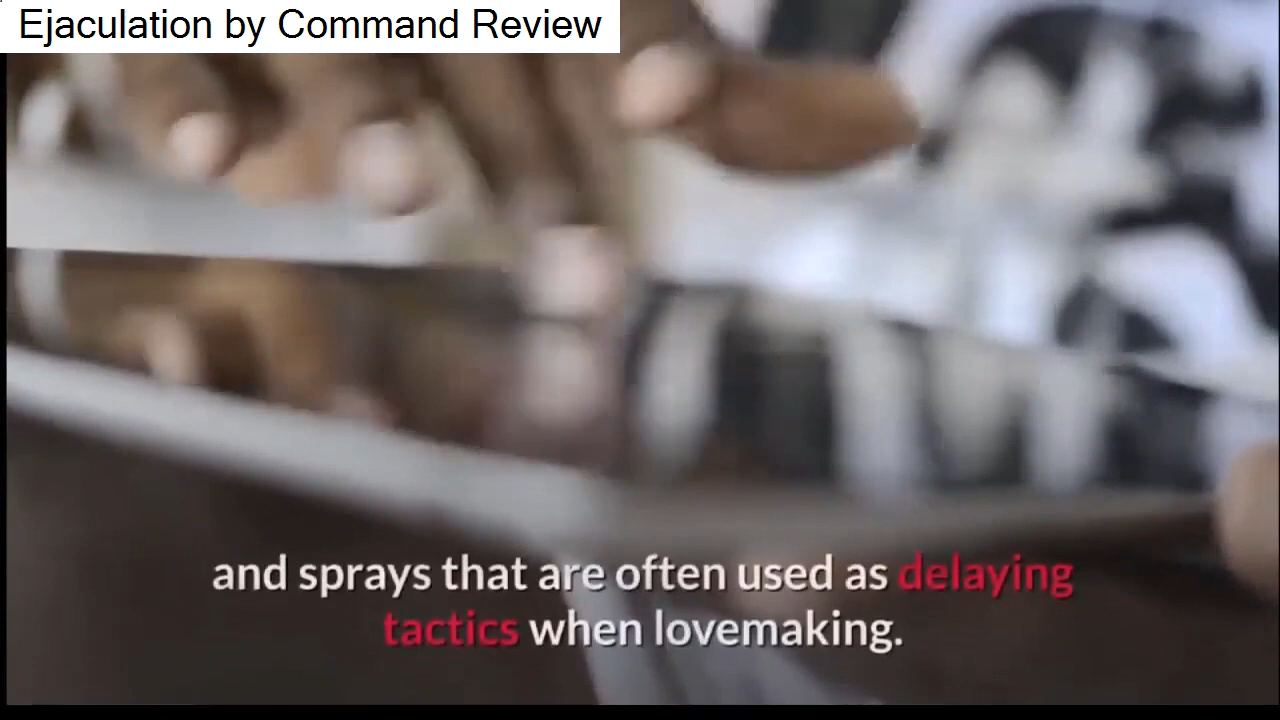 Ejaculation by Command Review
and sprays that are often used as delaying
tactics when lovemaking.